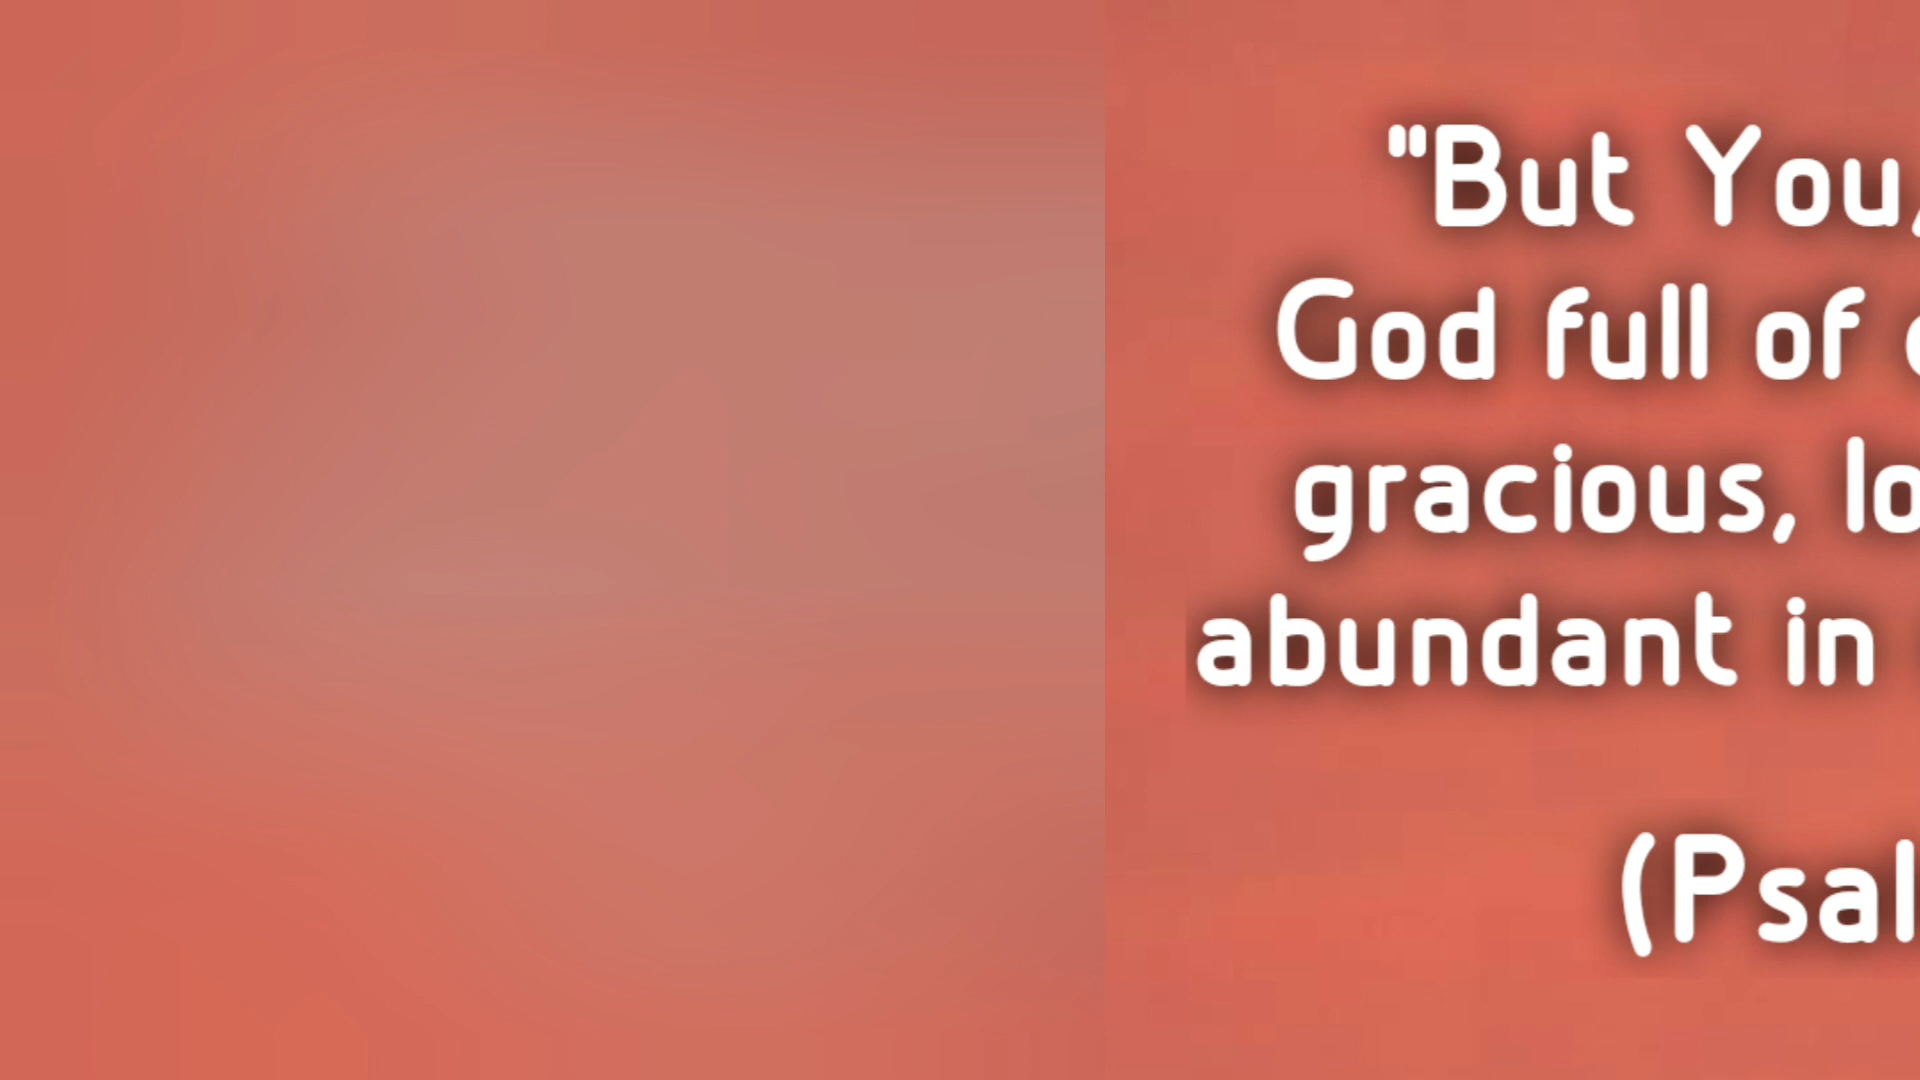 "But You,
God full of
gracious, lo
abundant in
(Psal